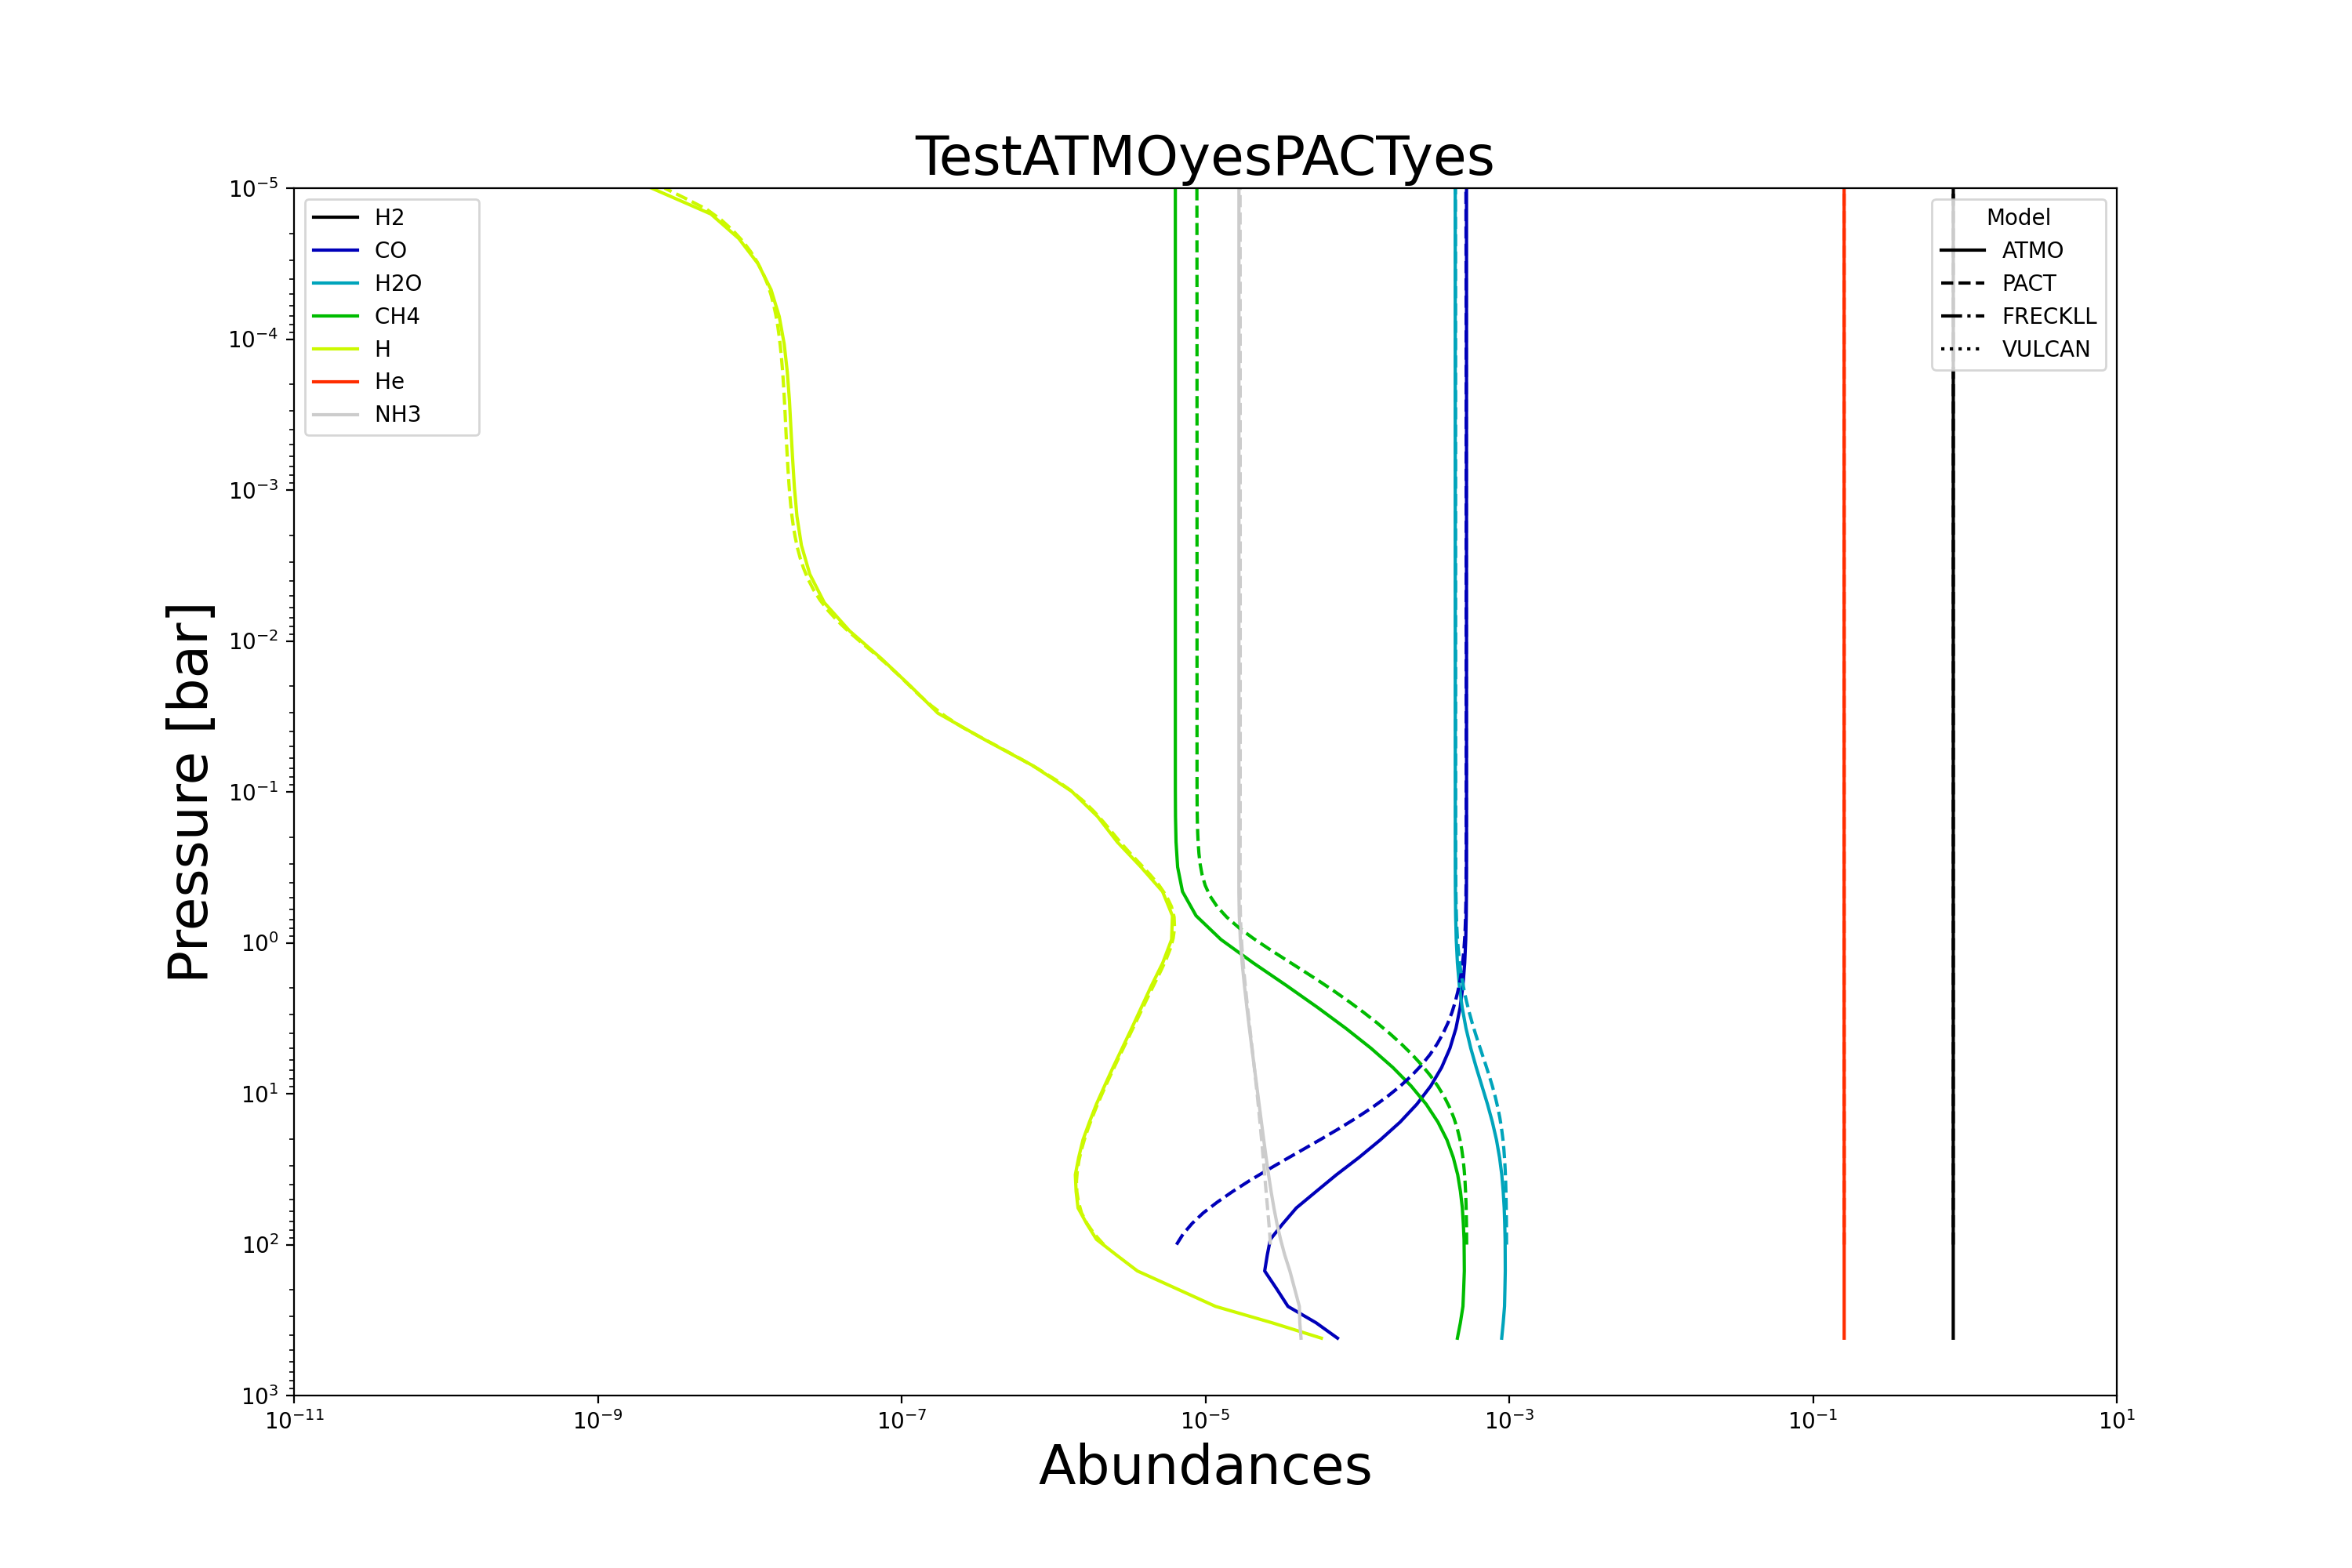 TestATMOyesPACTyes
H2
CO
H2O
CH4
H
He
NH3
Model
ATMO
PACT
FRECKLL
VULCAN
Pressure [bar]
10⁻⁵
10⁻⁴
10⁻³
10⁻²
10⁻¹
10⁰
10¹
10²
10³
10⁻¹¹ 10⁻⁹ 10⁻⁷ 10⁻⁵ 10⁻³ 10⁻¹ 10¹
Abundances